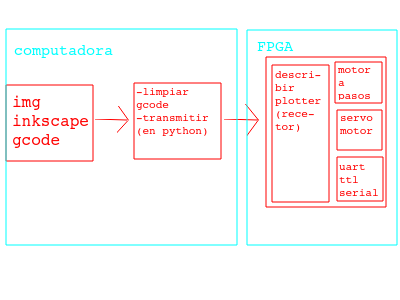 computadora
img
inkscape
gcode
-limpiar
gcode
-transmitir
(en python)
FPGA
descri-
bir
plotter
(rece-
tor)
motor
a
pasos
servo
motor
uart
ttl
serial